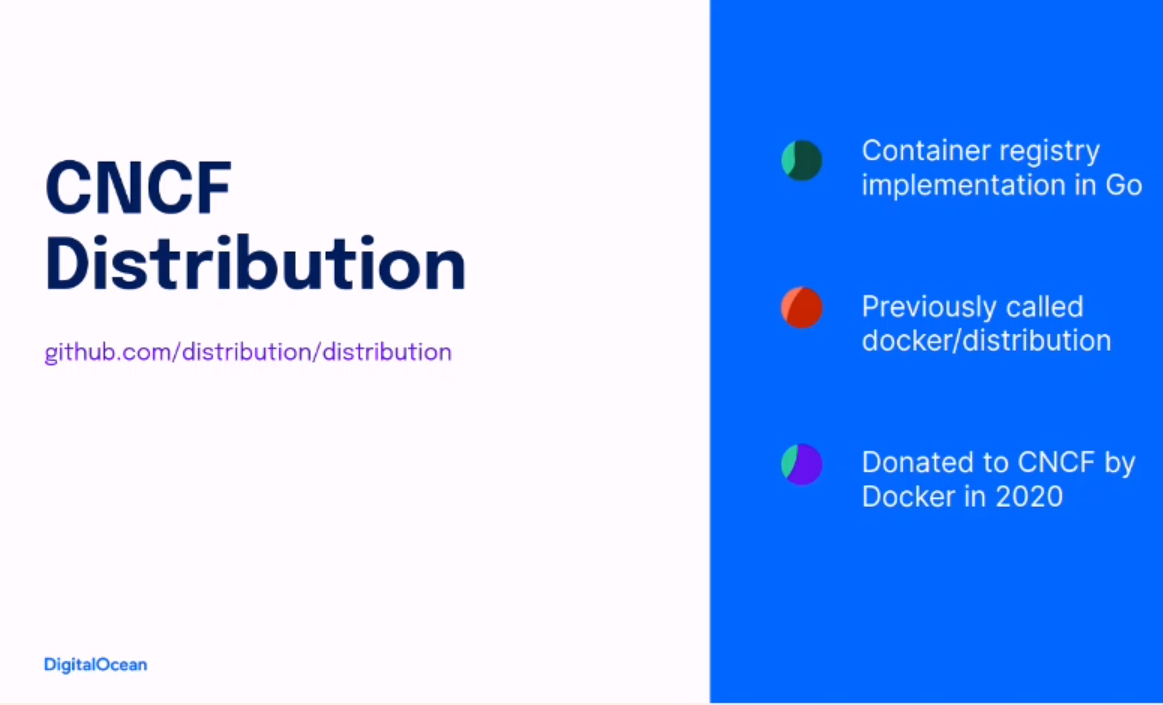 CNCF
Distribution
github.com/distribution/distribution
DigitalOcean
Container registry
implementation in Go
Previously called
docker/distribution
Donated to CNCF by
Docker in 2020